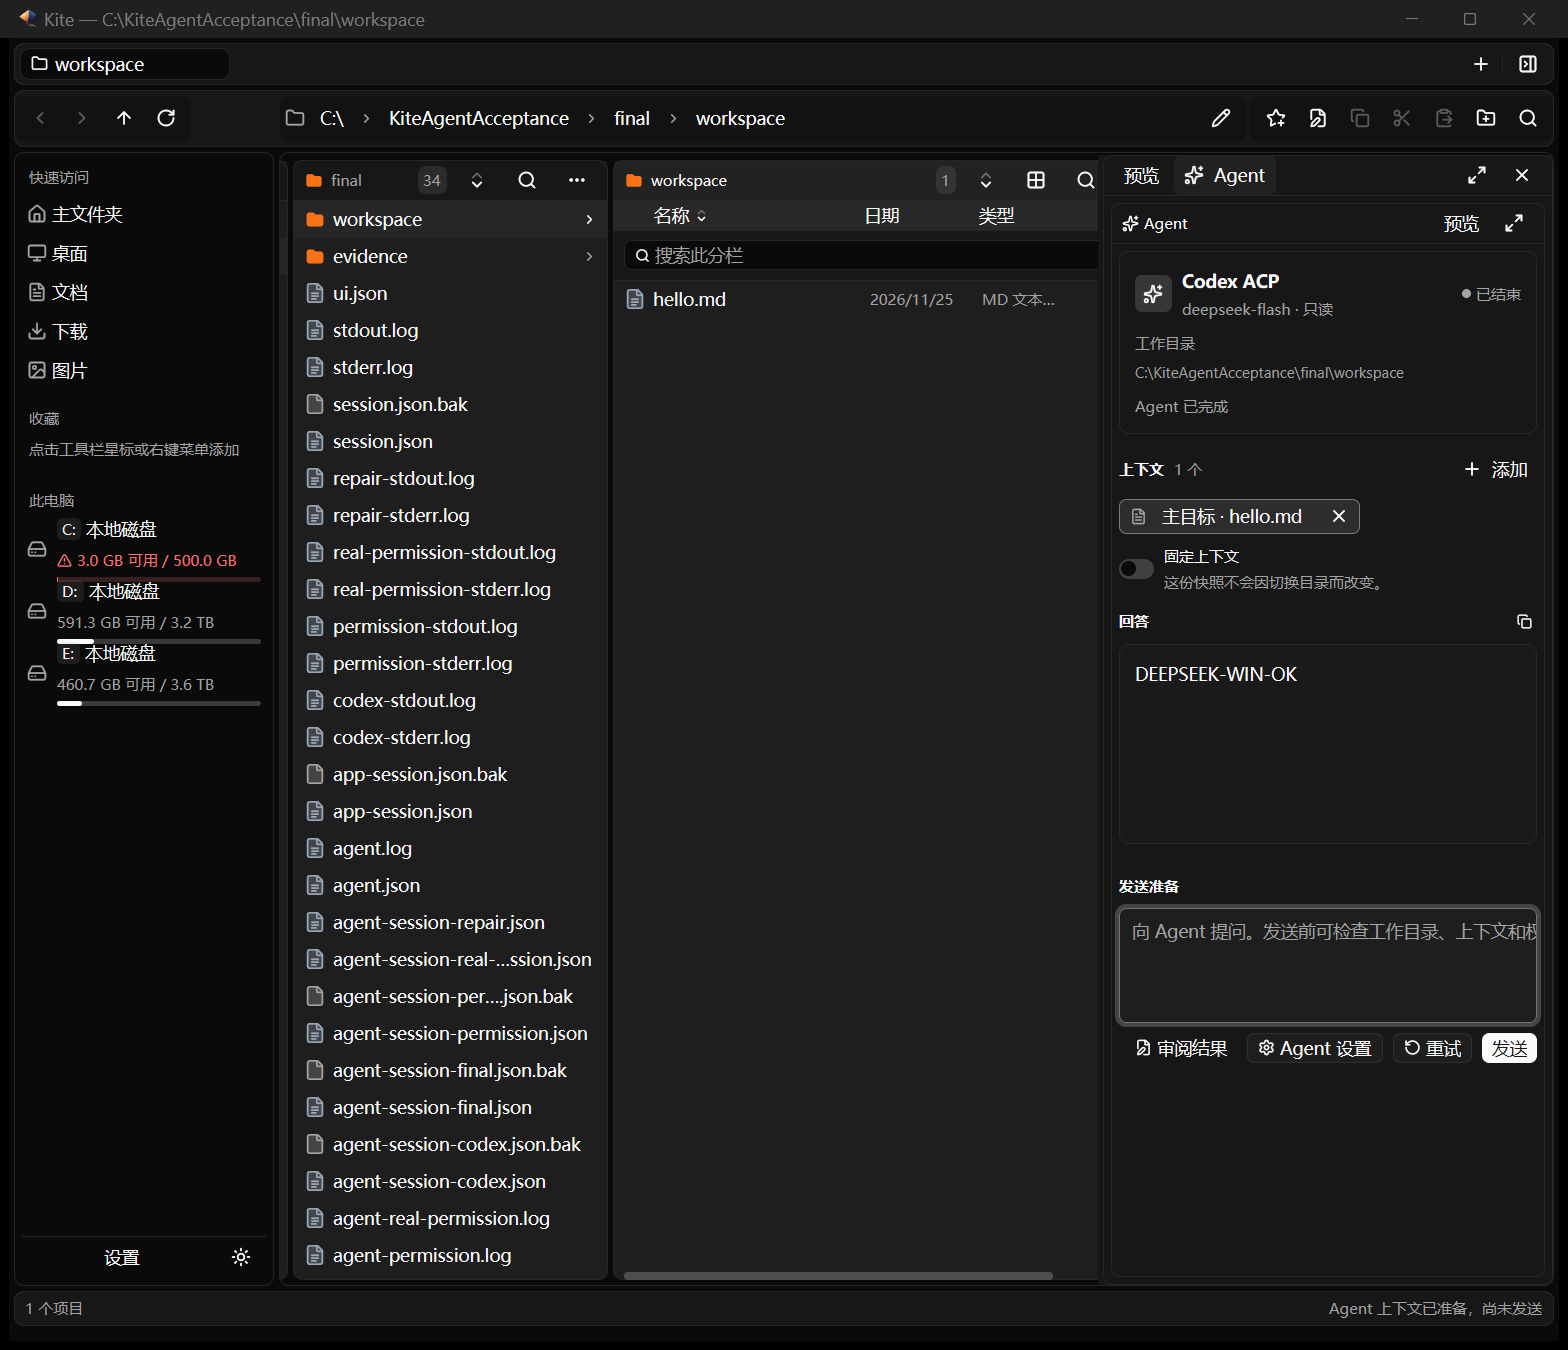 Kite — C:\KiteAgentAcceptance\final\workspace
workspace
C:\ › KiteAgentAcceptance › final › workspace
快速访问
主文件夹
桌面
文档
下载
图片
收藏
点击工具栏星标或右键菜单添加
此电脑
C: 本地磁盘
3.0 GB 可用 / 500.0 GB
D: 本地磁盘
591.3 GB 可用 / 3.2 TB
E: 本地磁盘
460.7 GB 可用 / 3.6 TB
设置
final 34
workspace
evidence
ui.json
stdout.log
stderr.log
session.json.bak
session.json
repair-stdout.log
repair-stderr.log
real-permission-stdout.log
real-permission-stderr.log
permission-stdout.log
permission-stderr.log
codex-stdout.log
codex-stderr.log
app-session.json.bak
app-session.json
agent.log
agent.json
agent-session-repair.json
agent-session-real-...ssion.json
agent-session-per....json.bak
agent-session-permission.json
agent-session-final.json.bak
agent-session-final.json
agent-session-codex.json.bak
agent-session-codex.json
agent-real-permission.log
agent-permission.log
workspace 1
名称 日期 类型
搜索此分栏
hello.md 2026/11/25 MD 文本...
预览 Agent
Agent 预览
Codex ACP
deepseek-flash · 只读
已结束
工作目录
C:\KiteAgentAcceptance\final\workspace
Agent 已完成
上下文 1 个 添加
主目标 · hello.md
固定上下文
这份快照不会因切换目录而改变。
回答
DEEPSEEK-WIN-OK
发送准备
向 Agent 提问。发送前可检查工作目录、上下文和权
审阅结果 Agent 设置 重试 发送
1 个项目
Agent 上下文已准备，尚未发送